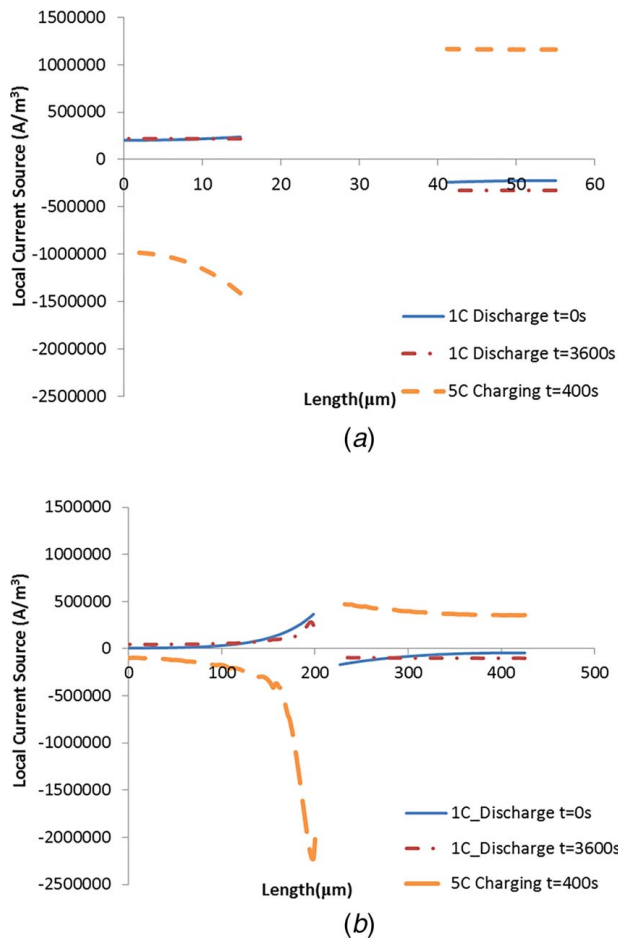 1500000
1000000
500000
0
-500000
-1000000
-1500000
-2000000
-2500000
Local Current Source (A/m³)
0 10 20 30 40 50 60
1C Discharge t=0s
1C Discharge t=3600s
5C Charging t=400s
Length(μm)
(a)
1500000
1000000
500000
0
-500000
-1000000
-1500000
-2000000
-2500000
Local Current Source (A/m³)
0 100 200 300 400 500
1C_Discharge t=0s
1C_Discharge t=3600s
5C Charging t=400s
Length(μm)
(b)